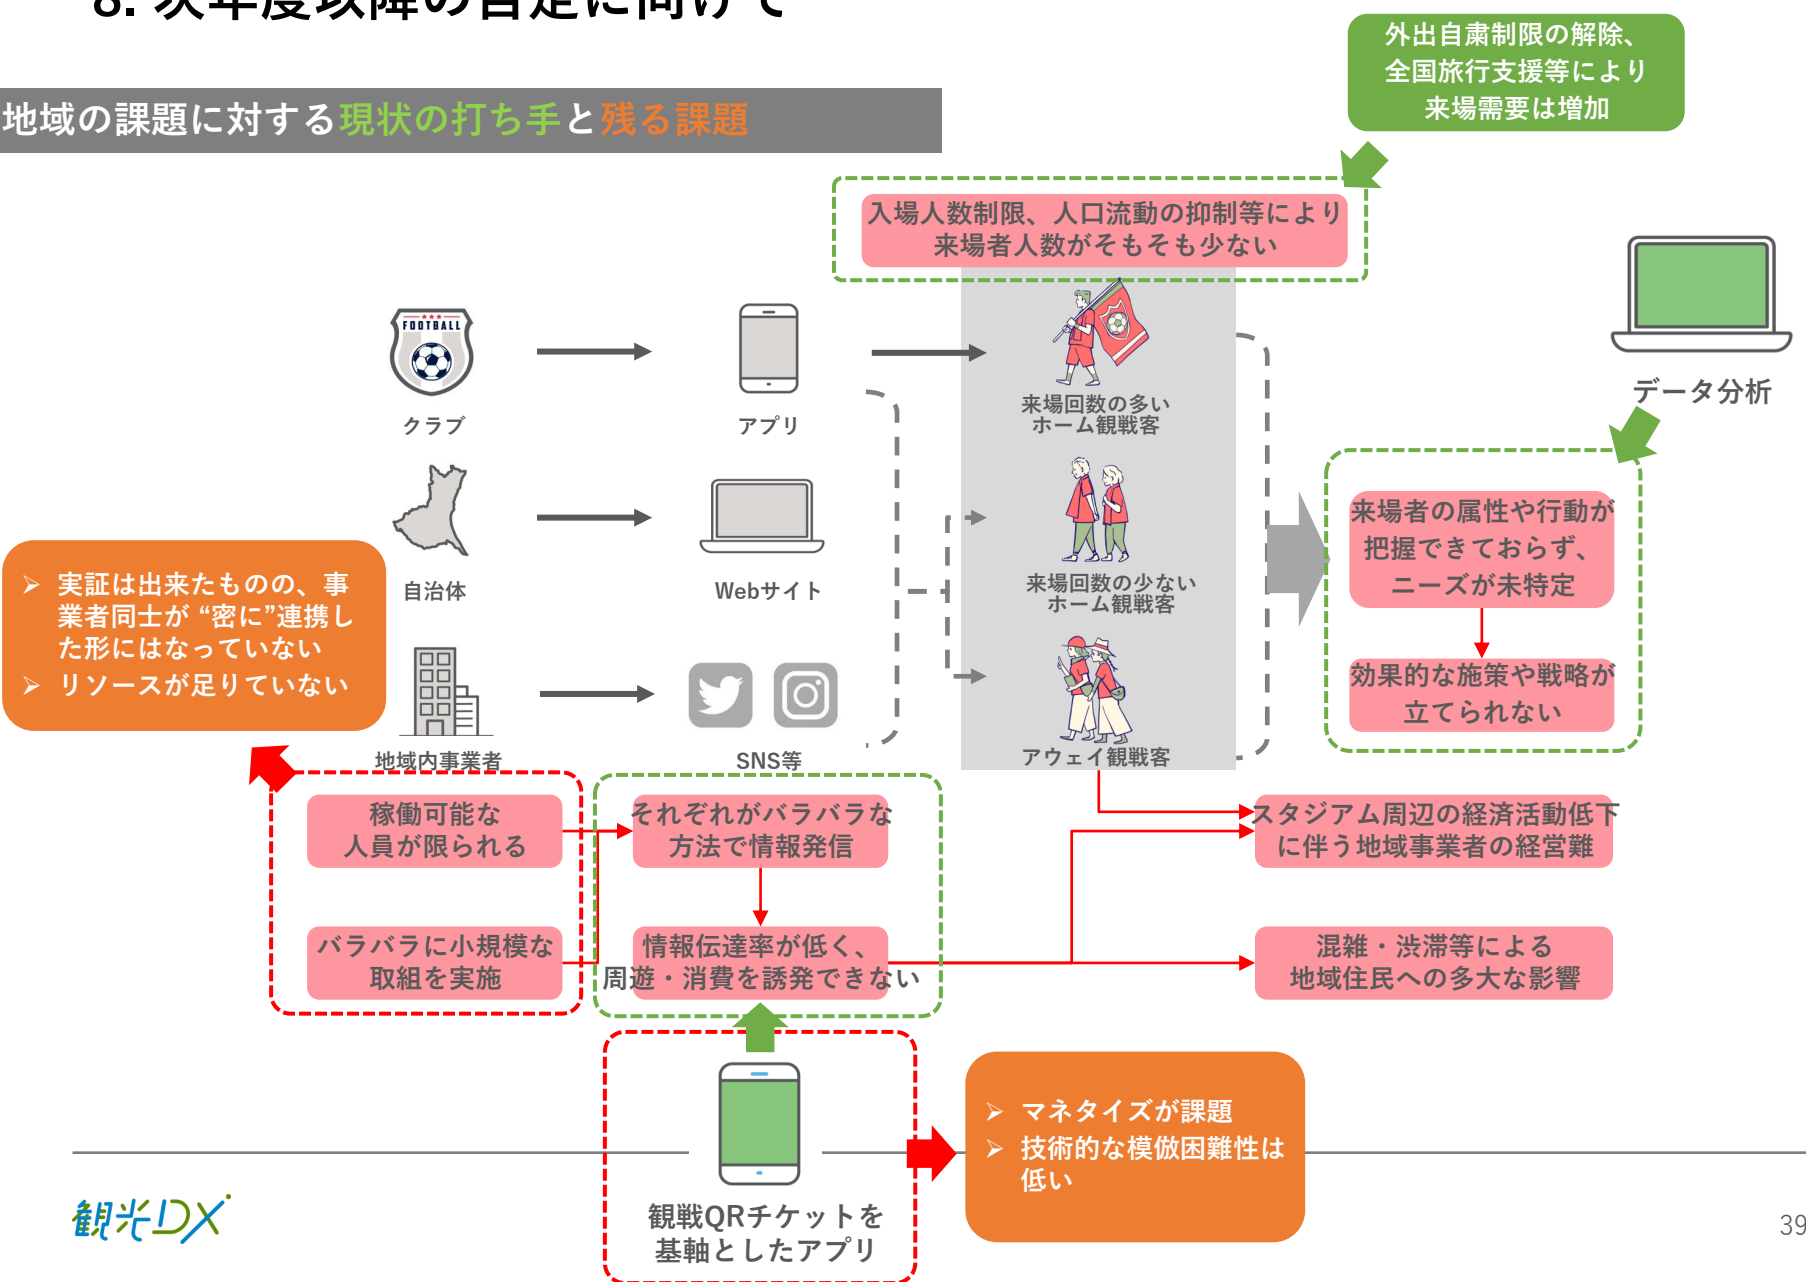 8. 次年度以降の自走に向けて
外出自粛制限の解除、
全国旅行支援等により
来場需要は増加
地域の課題に対する現状の打ち手と残る課題
入場人数制限、人口流動の抑制等により
来場者人数がそもそも少ない
FOOTBALL
クラブ
アプリ
来場回数の多い
ホーム観戦客
データ分析
自治体
Webサイト
来場回数の少ない
ホーム観戦客
来場者の属性や行動が
把握できておらず、
ニーズが未特定
効果的な施策や戦略が
立てられない
➢ 実証は出来たものの、事
業者同士が “密に”連携し
た形にはなっていない
➢ リソースが足りていない
地域内事業者
SNS等
アウェイ観戦客
稼働可能な
人員が限られる
それぞれがバラバラな
方法で情報発信
スタジアム周辺の経済活動低下
に伴う地域事業者の経営難
バラバラに小規模な
取組を実施
情報伝達率が低く、
周遊・消費を誘発できない
混雑・渋滞等による
地域住民への多大な影響
➢ マネタイズが課題
➢ 技術的な模倣困難性は
低い
観戦QRチケットを
基軸としたアプリ
観光DX
39